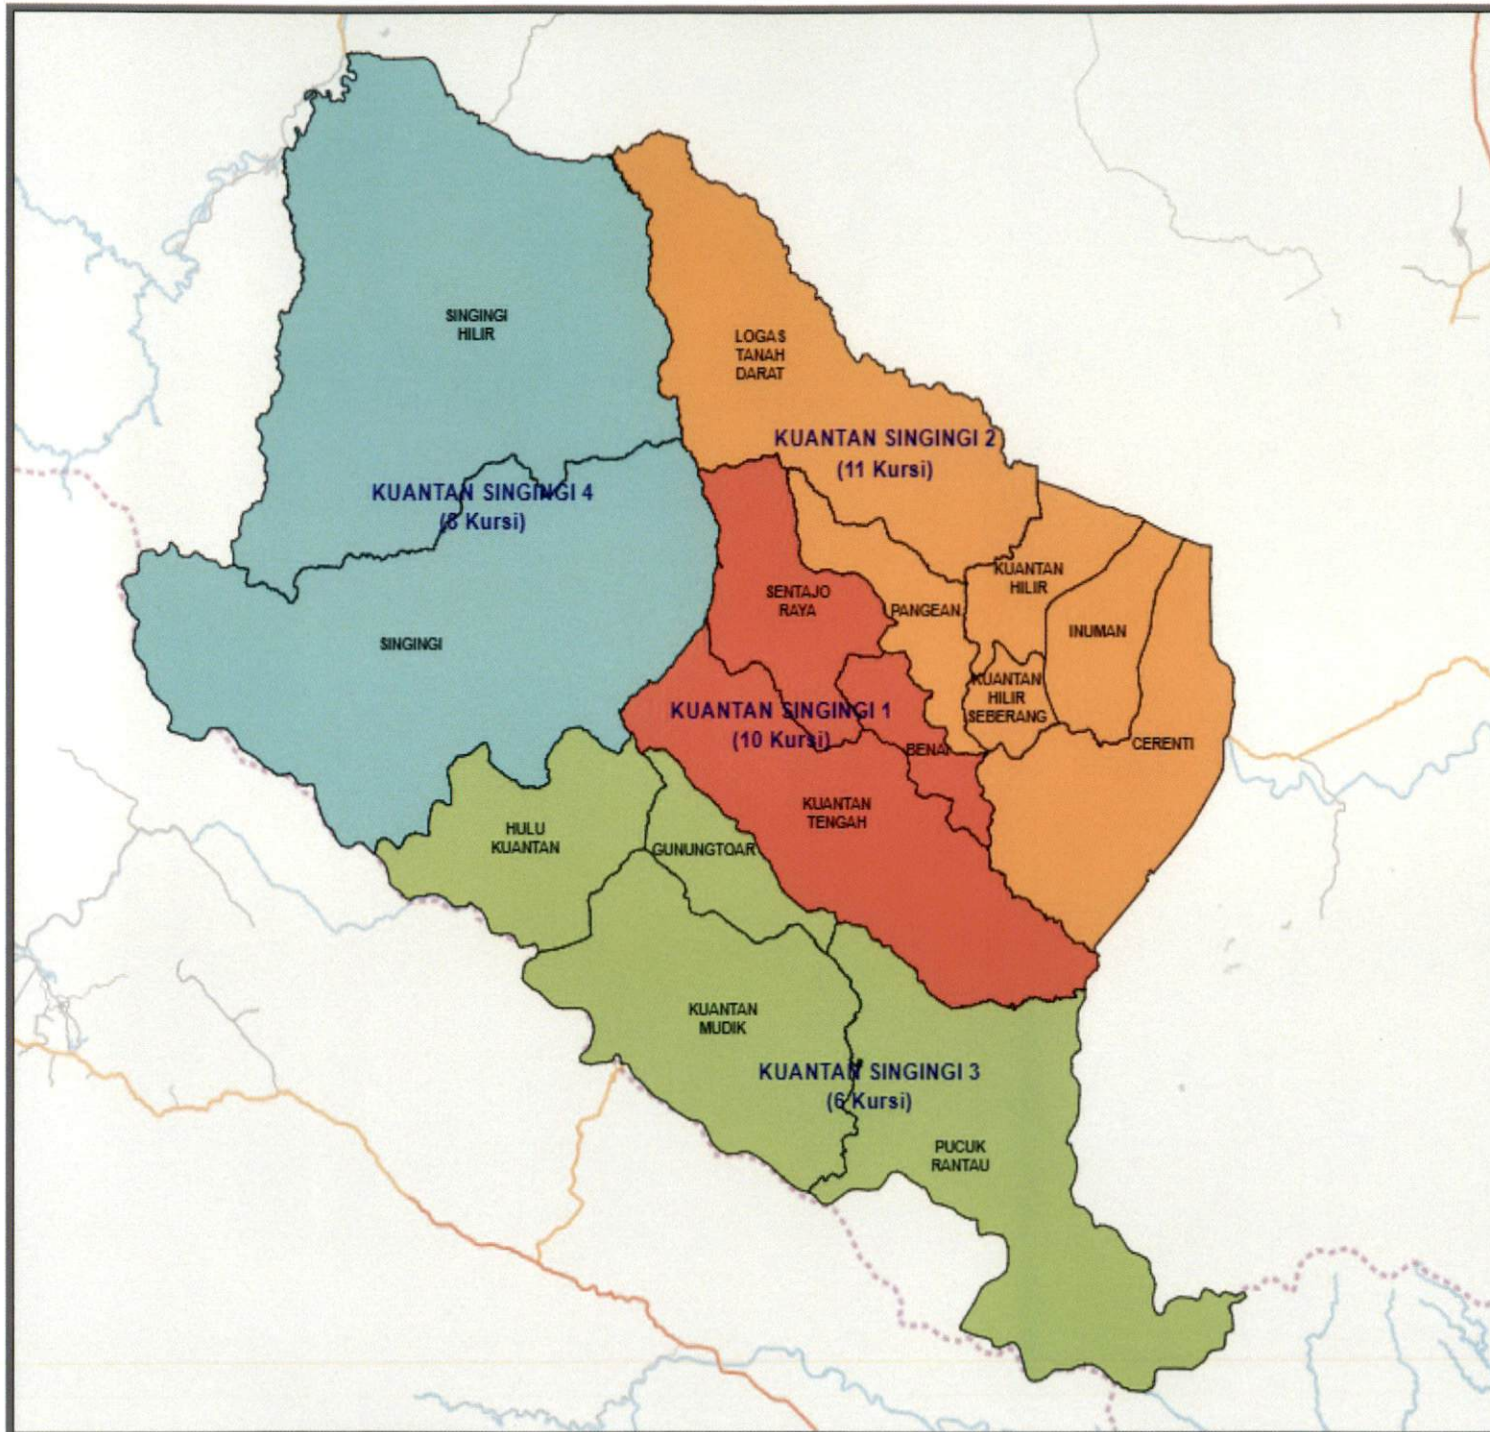 SINGINGI
HILIR
LOGAS
TANAH
DARAT
KUANTAN SINGINGI 2
(11 Kursi)
KUANTAN SINGINGI 4
(8 Kursi)
SENTAJO
RAYA
PANGEAN
KUANTAN
HILIR
INUMAN
SINGINGI
KUANTAN
HILIR
SEBERANG
KUANTAN SINGINGI 1
(10 Kursi)
BENAI
CERENTI
KUANTAN
TENGAH
HULU
KUANTAN
GUNUNGTOAR
KUANTAN
MUDIK
KUANTAN SINGINGI 3
(6 Kursi)
PUCUK
RANTAU